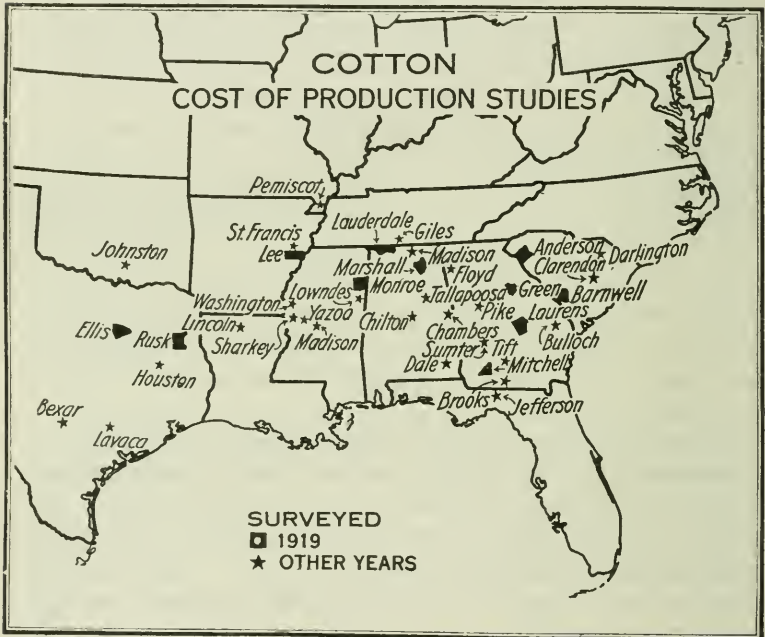 COTTON
COST OF PRODUCTION STUDIES
Pemiscot
St Francis
Lee
Lauderdale
Giles
Johnston
Marshall
Madison
Floyd
Anderson
Clarendon
Darlington
Washington
Lowndes
Monroe
Tallapoosa
Green
Barnwell
Ellis
Rusk
Lincoln
Sharkey
Yazoo
Madison
Chilton
Chambers
Pike
Laurens
Bulloch
Houston
Sumter
Tift
Dale
Mitchell
Bexar
Lavaca
Brooks
Jefferson
SURVEYED
1919
OTHER YEARS